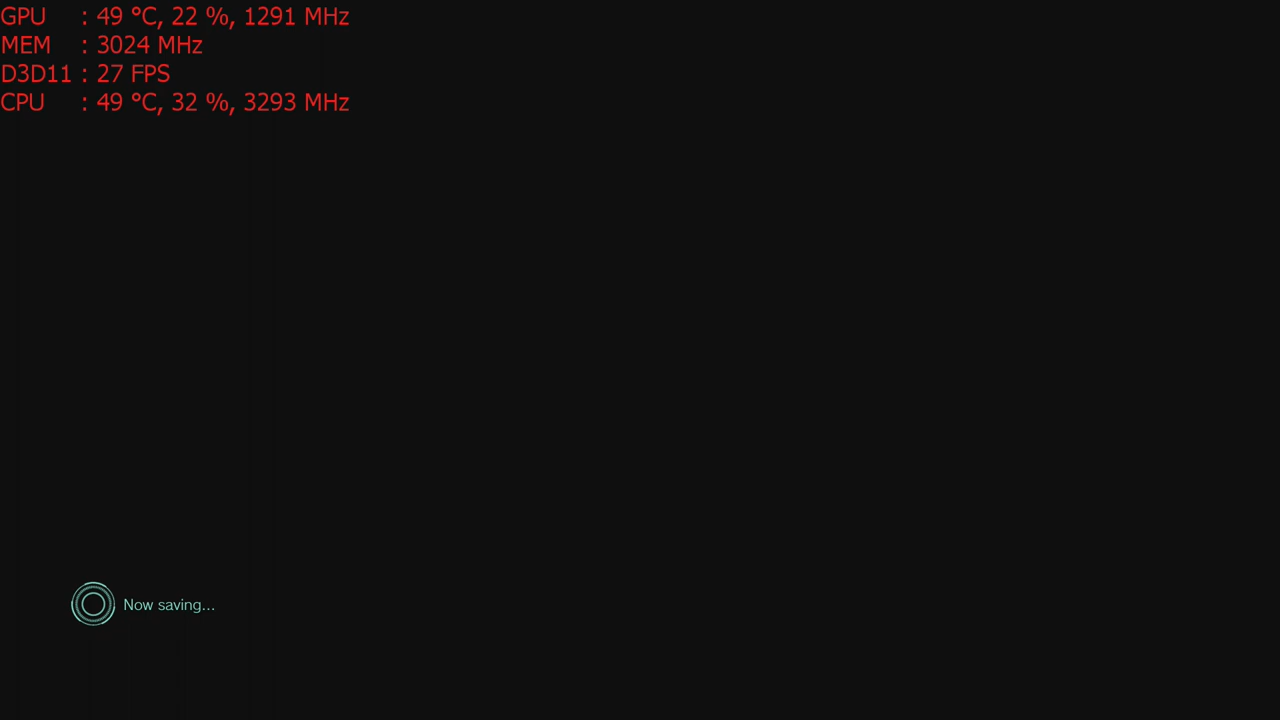 GPU : 49 °C, 22 %, 1291 MHz
MEM : 3024 MHz
D3D11 : 27 FPS
CPU : 49 °C, 32 %, 3293 MHz
Now saving...